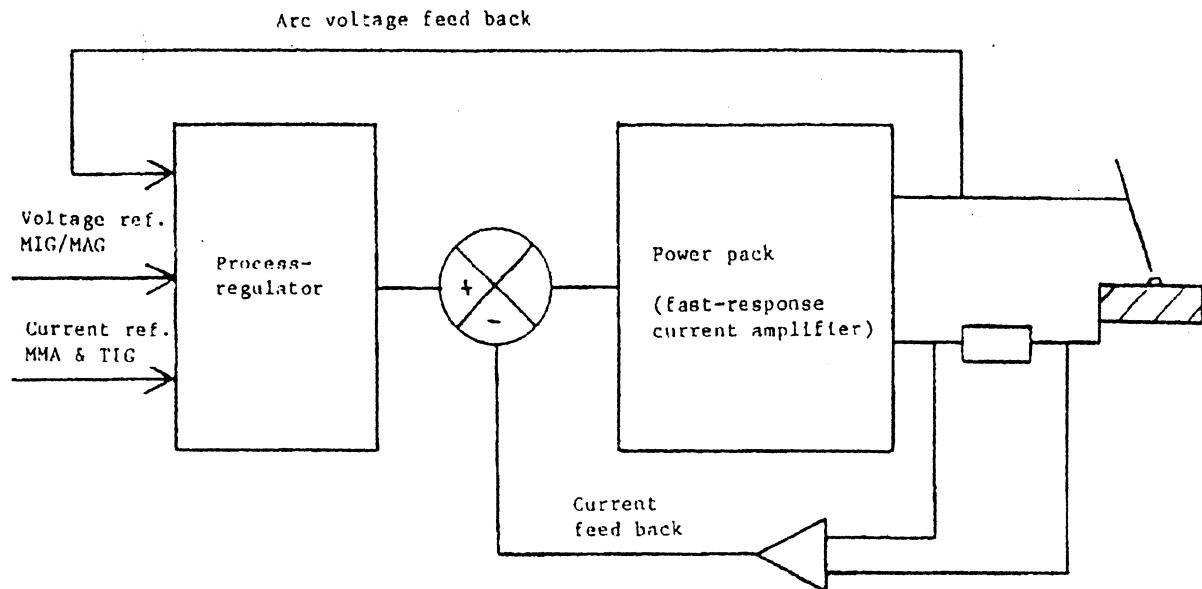 Arc voltage feed back
Voltage ref.
MIG/MAG
Current ref.
MMA & TIG
Process-
regulator
+
-
Power pack
(fast-response
current amplifier)
Current
feed back